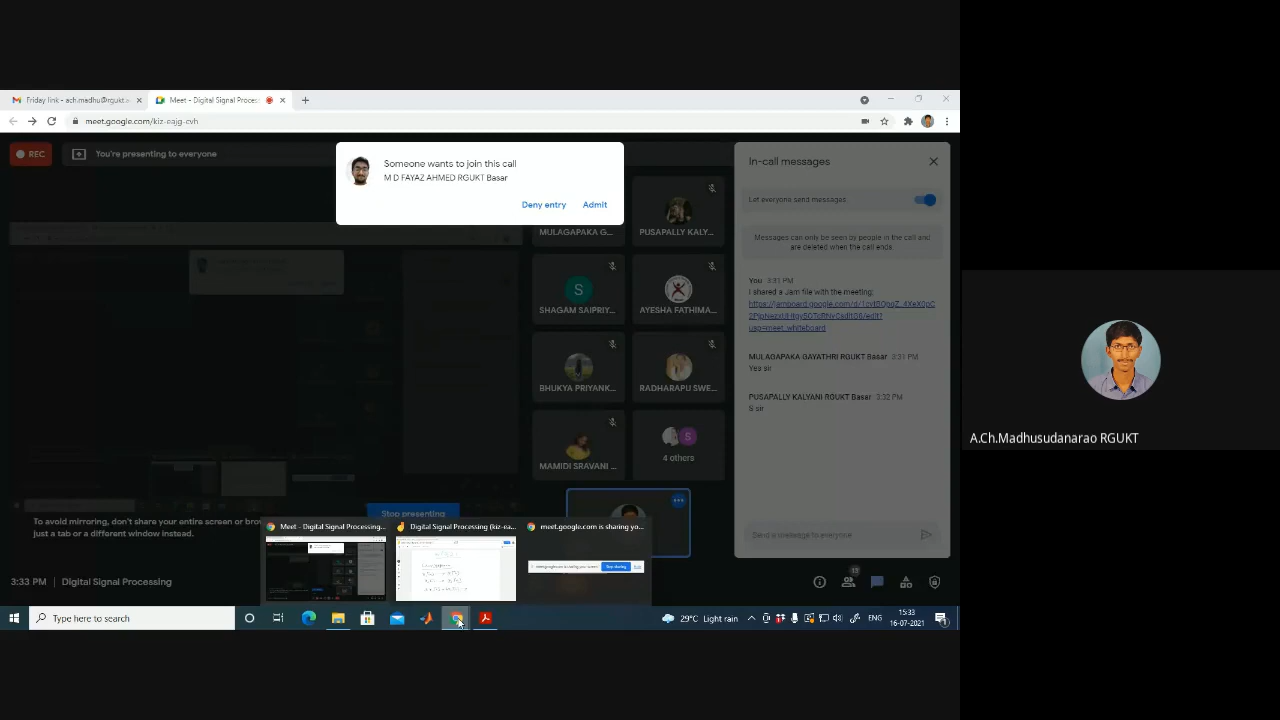 Friday link - ach.madhu@rgukt.a
Meet - Digital Signal Process
meet.google.com/kiz-eajg-cvh
REC
You're presenting to everyone
Someone wants to join this call
M D FAYAZ AHMED RGUKT Basar
Deny entry
Admit
MULAGAPAKA G...
PUSAPALLY KALY...
S
SHAGAM SAIPRIY...
AYESHA FATHIMA...
BHUKYA PRIYANK...
RADHARAPU SWE...
MAMIDI SRAVANI ...
S
4 others
In-call messages
Let everyone send messages
Messages can only be seen by people in the call and
are deleted when the call ends
You 3:31 PM
I shared a Jam file with the meeting:
usp=meet_whiteboard
MULAGAPAKA GAYATHRI RGUKT Basar 3:31 PM
Yes sir
PUSAPALLY KALYANI RGUKT Basar 3:32 PM
S sir
Send a message to everyone
Stop presenting
To avoid mirroring, don't share your entire screen or brow
just a tab or a different window instead.
Meet - Digital Signal Processing...
Digital Signal Processing (kiz-ea...
meet.google.com is sharing yo...
Stop sharing
3:33 PM | Digital Signal Processing
Type here to search
29°C Light rain
ENG
15:33
16-07-2021
A.Ch.Madhusudanarao RGUKT